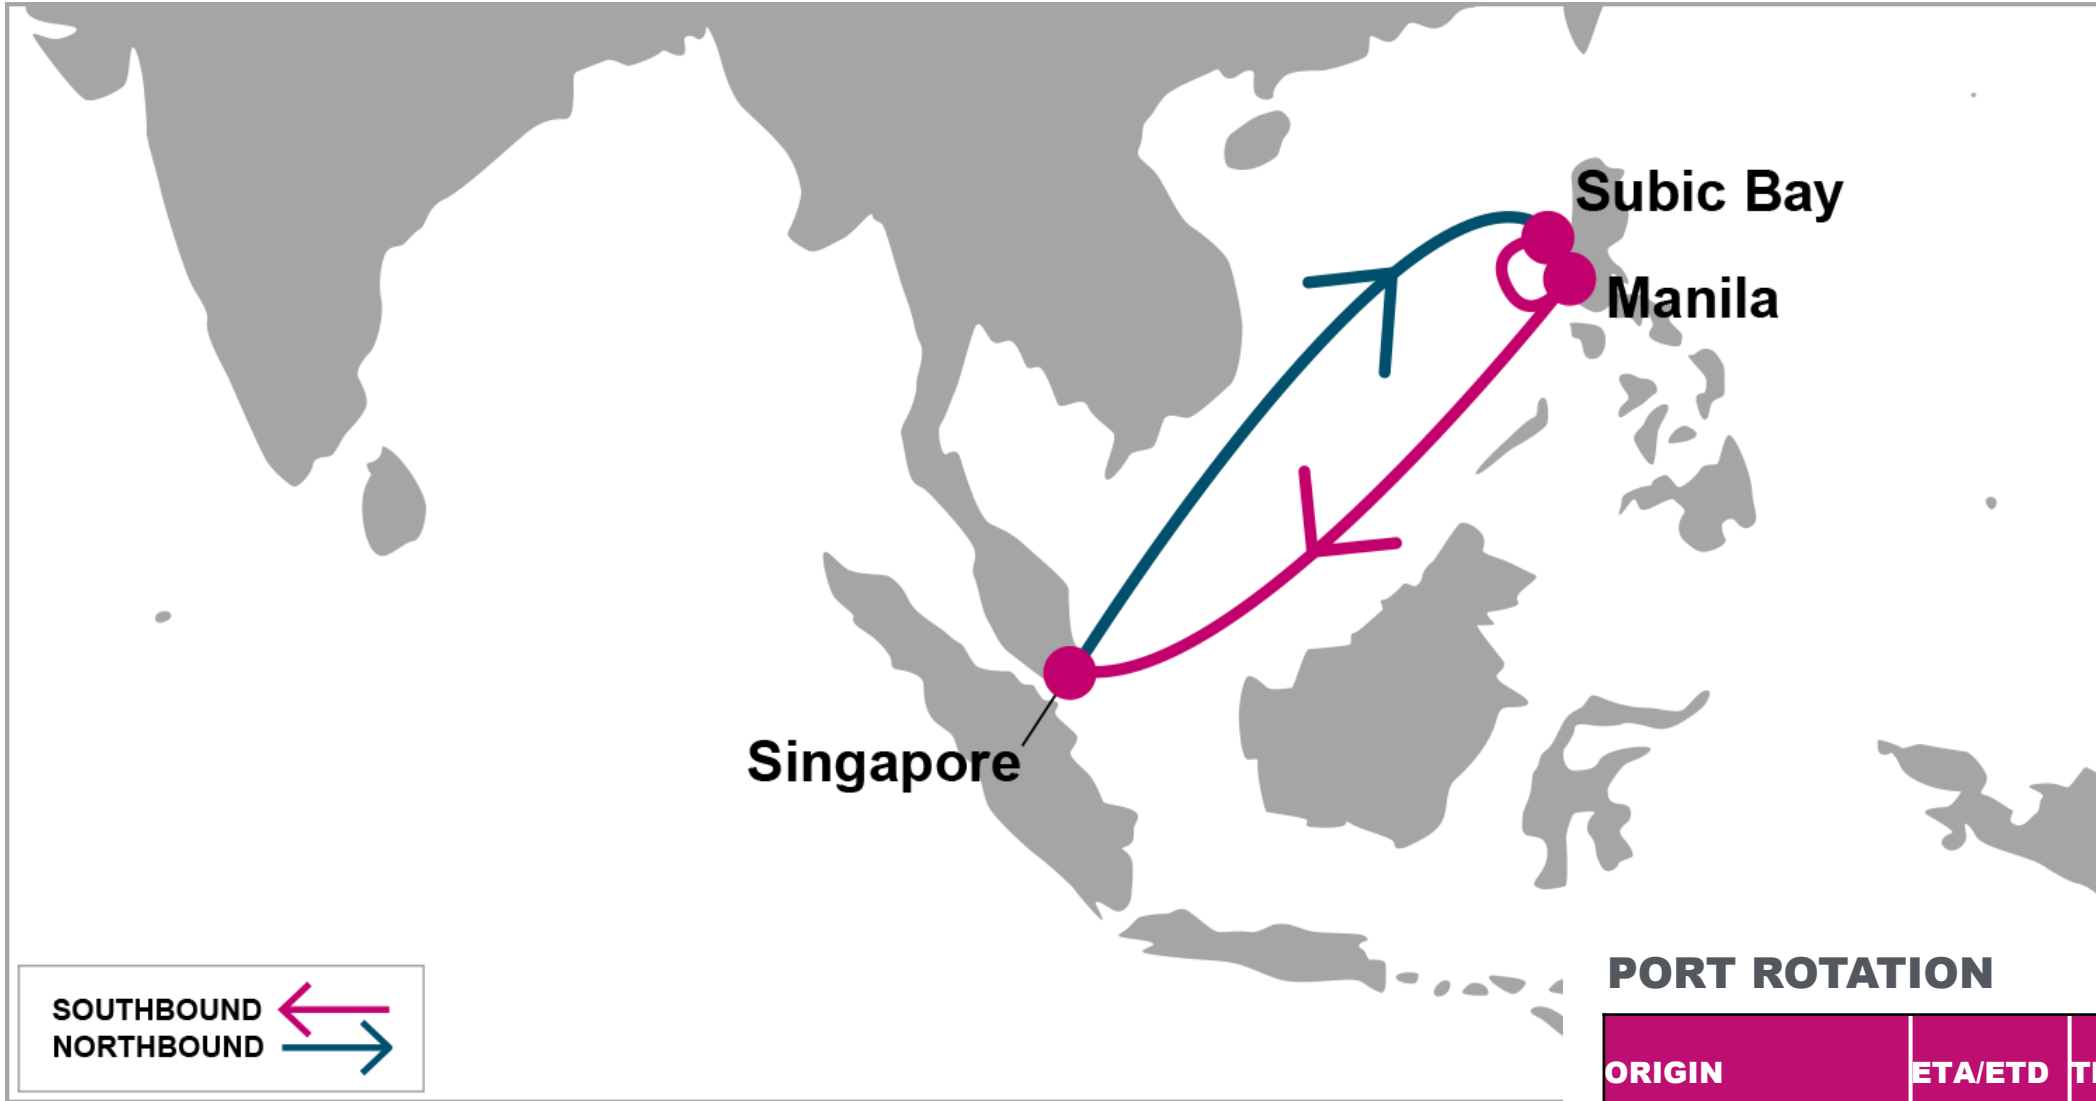 Subic Bay
Manila
Singapore
SOUTHBOUND
NORTHBOUND
PORT ROTATION
ORIGIN ETA/ETD